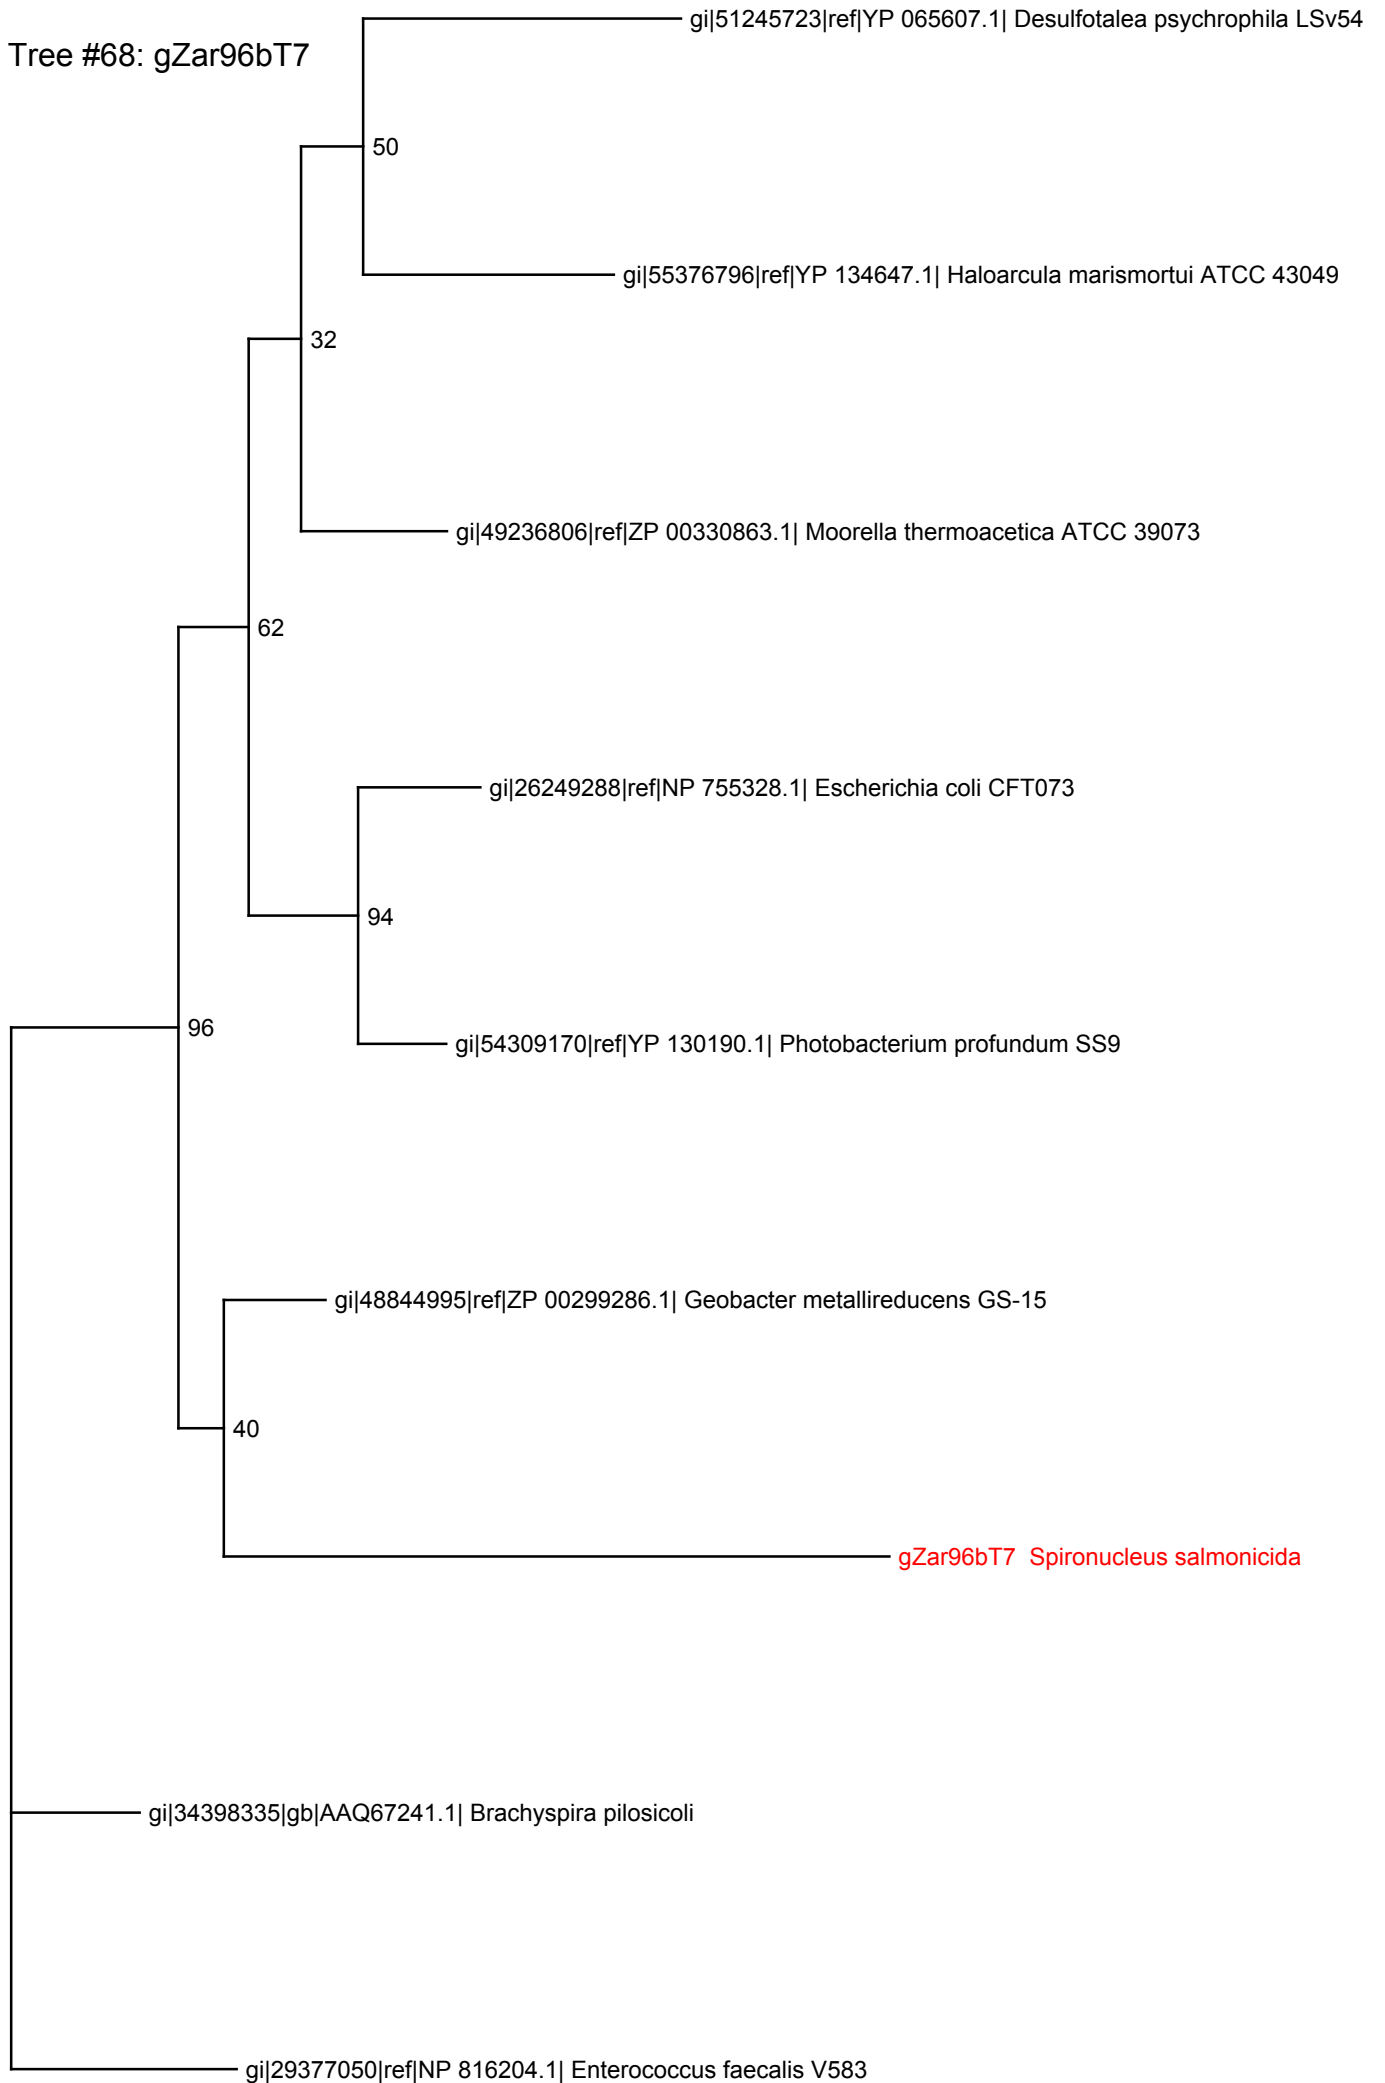 gi|51245723|ref|YP 065607.1| Desulfotalea psychrophila LSv54
Tree #68: gZar96bT7
50
gi|55376796|ref|YP 134647.1| Haloarcula marismortui ATCC 43049
32
gi|49236806|ref|ZP 00330863.1| Moorella thermoacetica ATCC 39073
62
gi|26249288|ref|NP 755328.1| Escherichia coli CFT073
94
96
gi|54309170|ref|YP 130190.1| Photobacterium profundum SS9
gi|48844995|ref|ZP 00299286.1| Geobacter metallireducens GS-15
40
gZar96bT7  Spironucleus salmonicida
gi|34398335|gb|AAQ67241.1| Brachyspira pilosicoli
gi|29377050|ref|NP 816204.1| Enterococcus faecalis V583